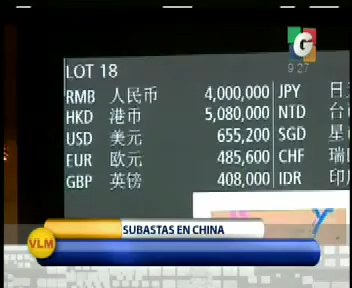 G
9:27
LOT 18
RMB 人民币 4,000,000 JPY
HKD 港币 5,080,000 NTD
USD 美元 655,200 SGD
EUR 欧元 485,600 CHF
GBP 英镑 408,000 IDR
SUBASTAS EN CHINA
VLM